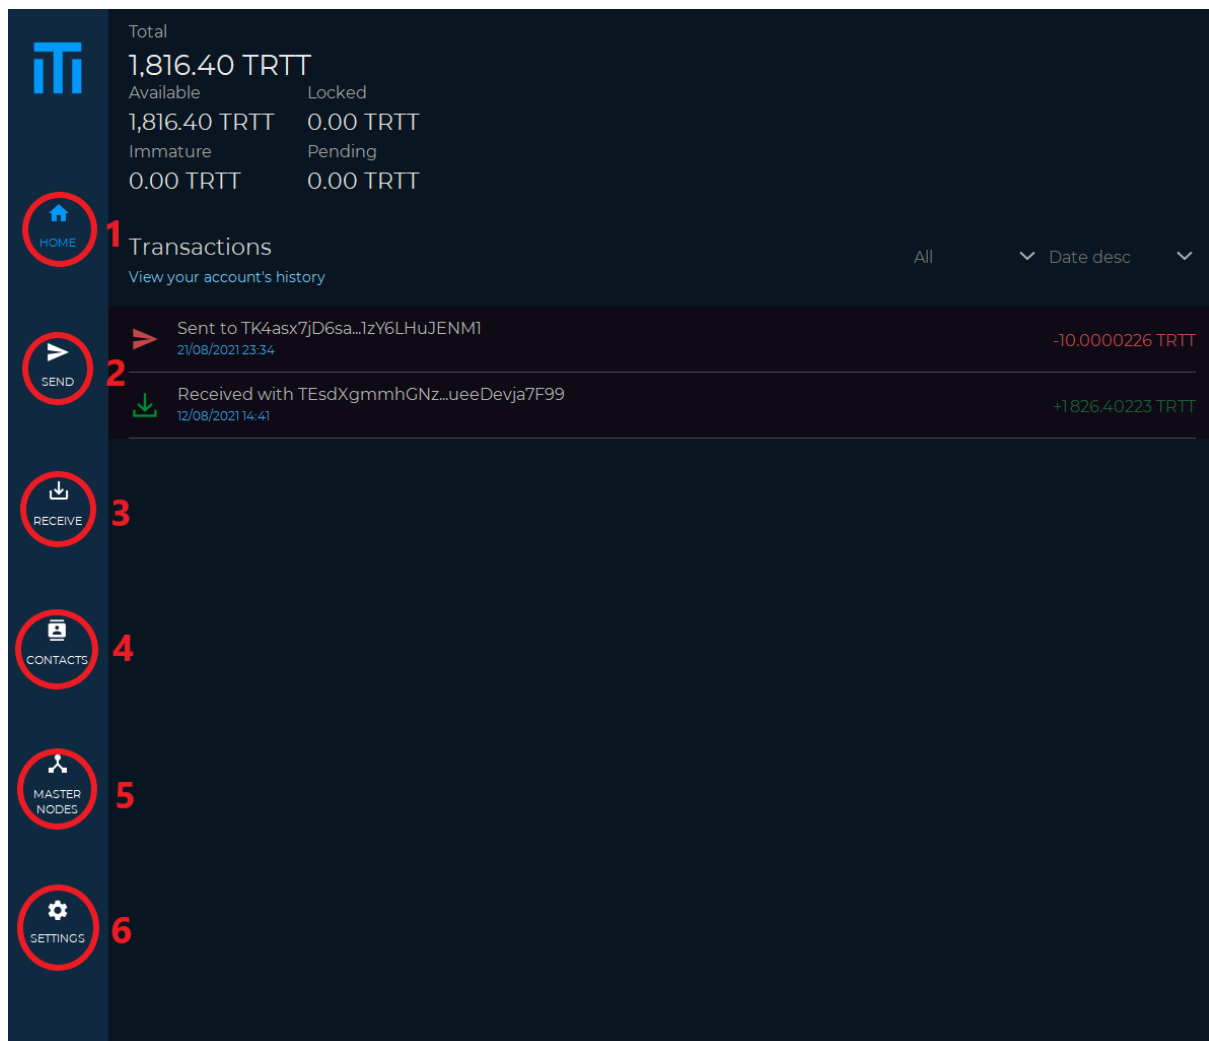 Total
1,816.40 TRTT
Available Locked
1,816.40 TRTT 0.00 TRTT
Immature Pending
0.00 TRTT 0.00 TRTT
HOME 1
Transactions
All Date desc
View your account's history
Sent to TK4asx7jD6sa...1zY6LHuJENM1
21/08/2021 23:34
-10.0000226 TRTT
SEND 2
Received with TEsdXgmmhGNz...ueeDevja7F99
12/08/2021 14:41
+1 826.40223 TRTT
RECEIVE 3
CONTACTS 4
MASTER
NODES 5
SETTINGS 6